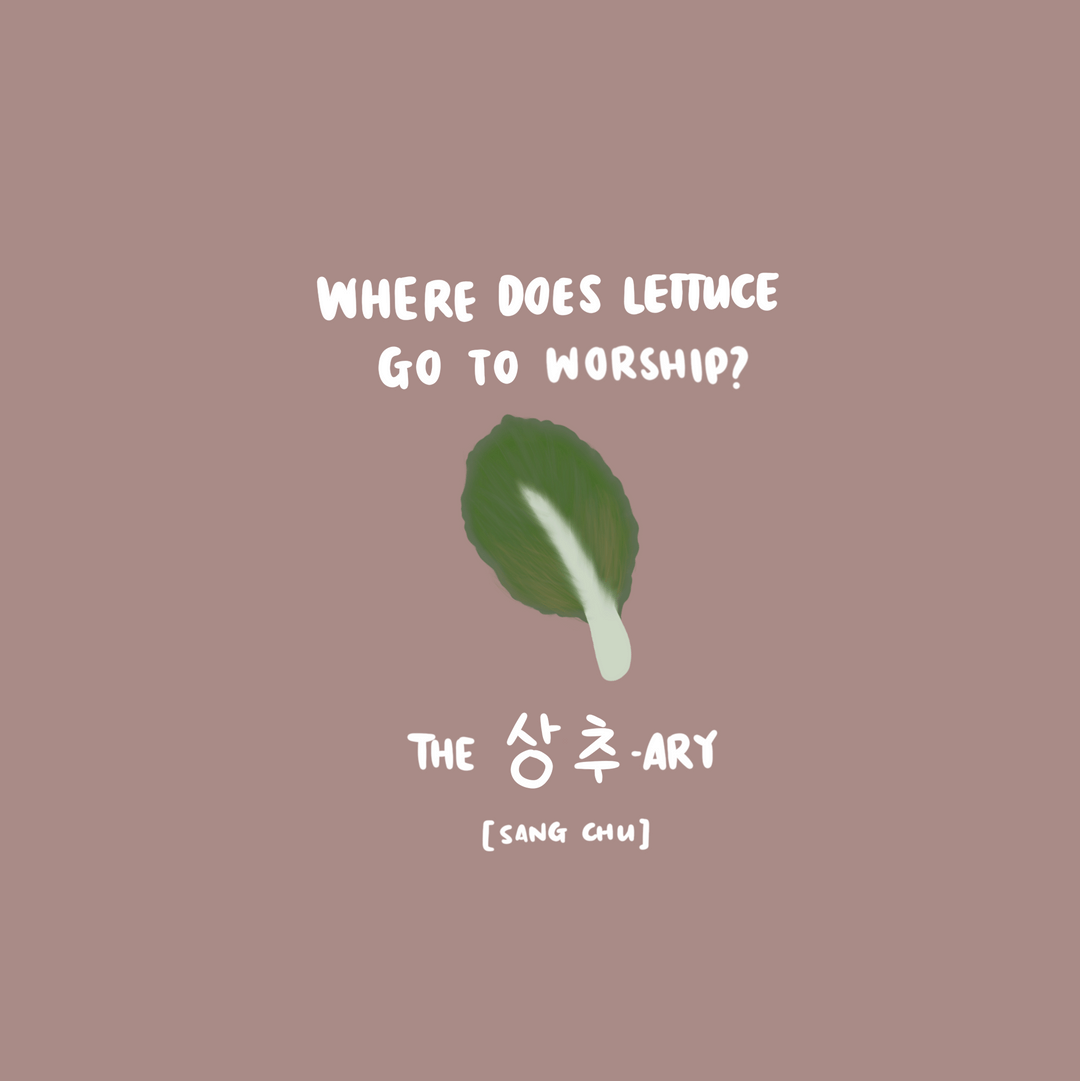 WHERE DOES LETTUCE
GO TO WORSHIP?
THE 상추-ARY
[SANG CHU]